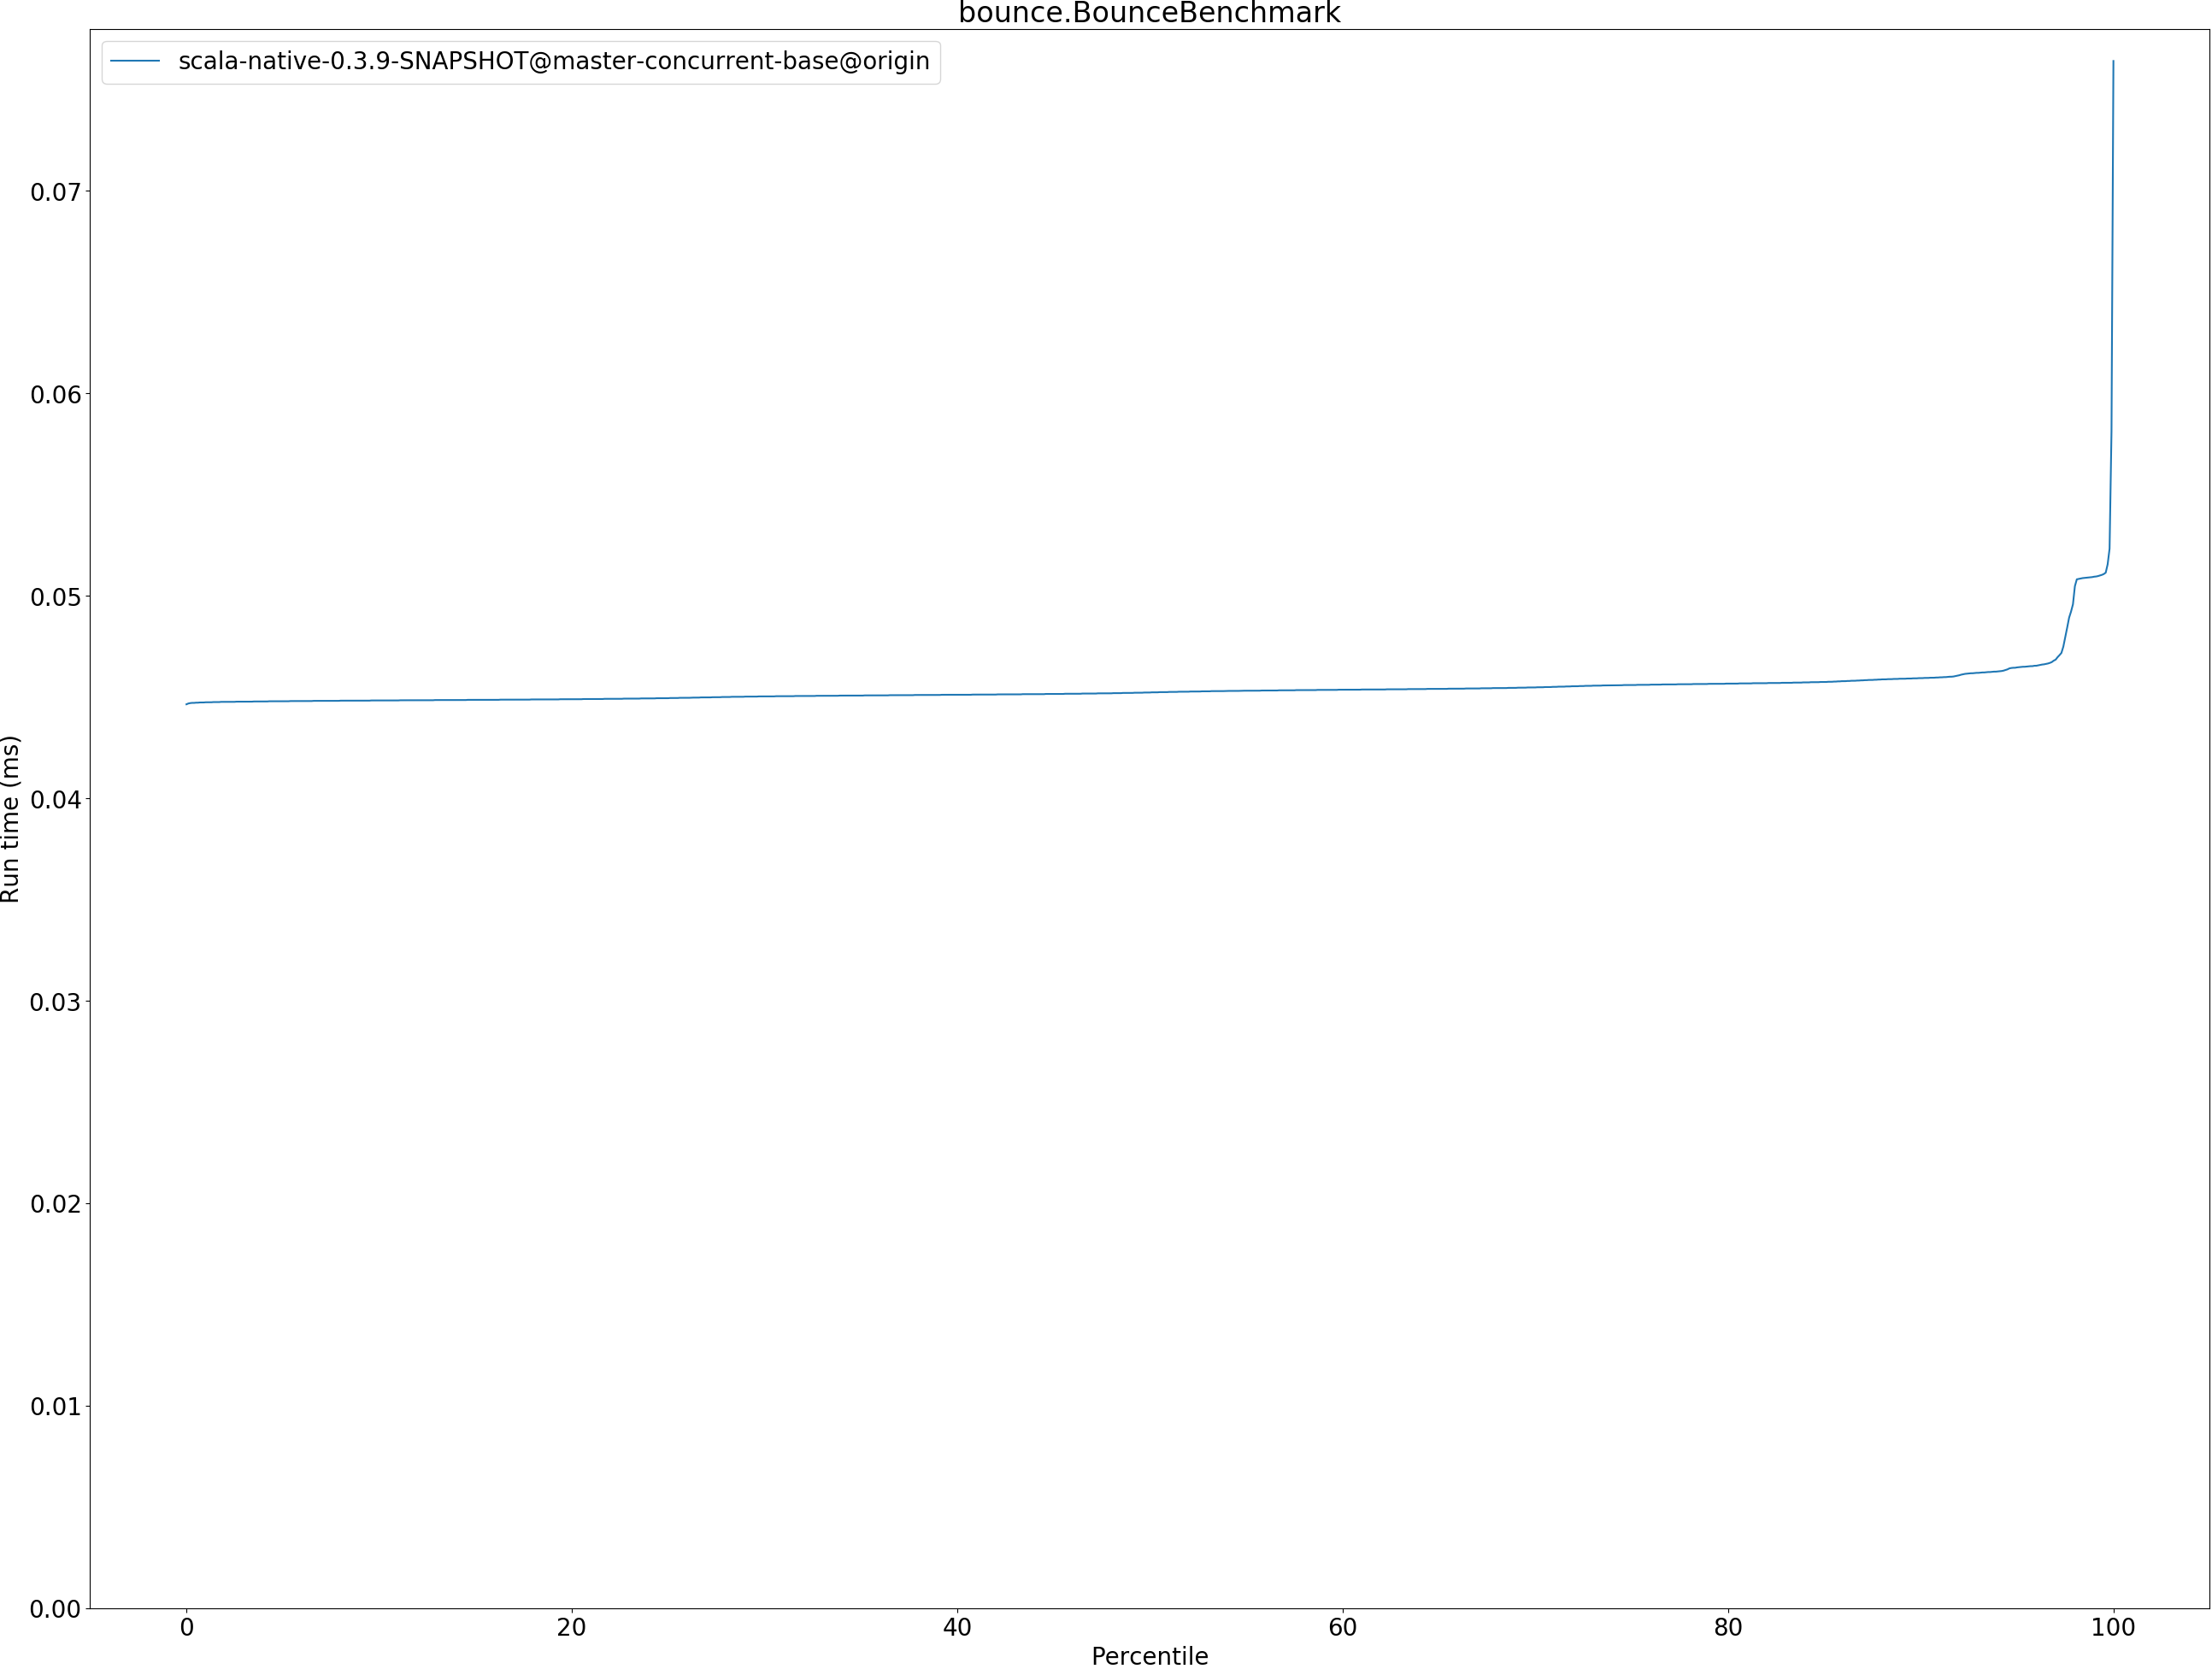 bounce.BounceBenchmark
scala-native-0.3.9-SNAPSHOT@master-concurrent-base@origin
Run time (ms)
0.07
0.06
0.05
0.04
0.03
0.02
0.01
0.00
0 20 40 60 80 100
Percentile